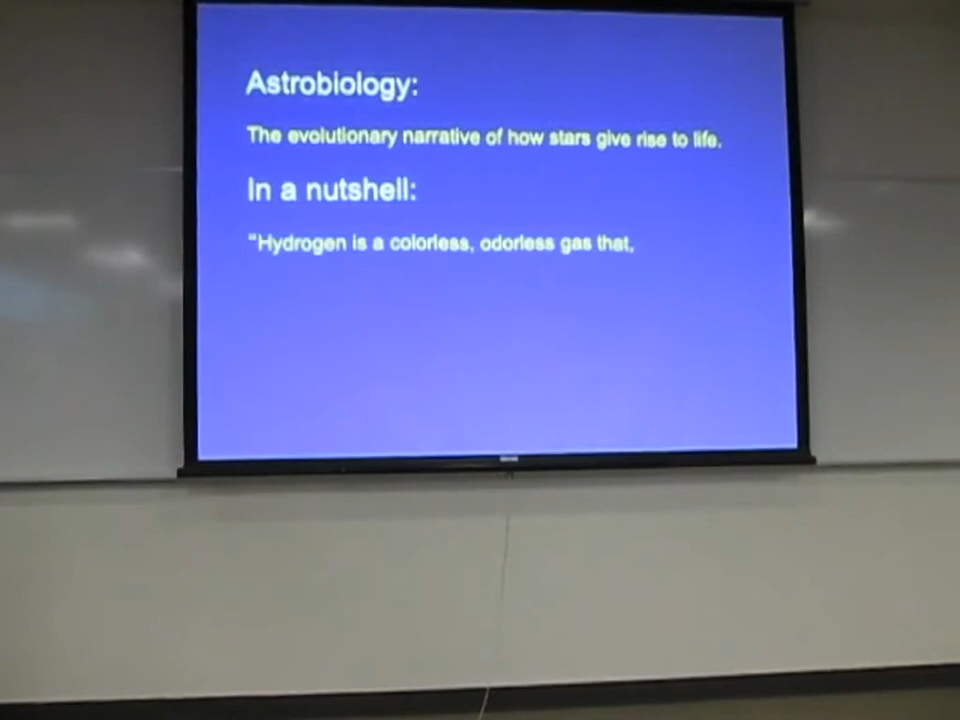 Astrobiology:
The evolutionary narrative of how stars give rise to life.
In a nutshell:
“Hydrogen is a colorless, odorless gas that,